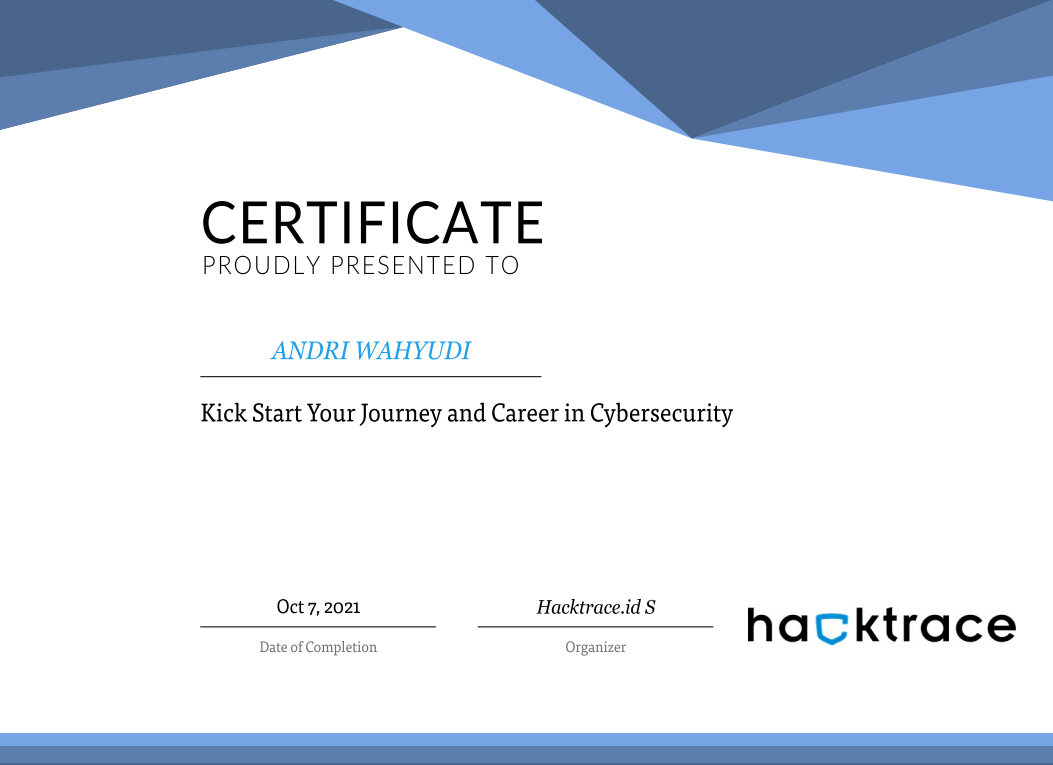 CERTIFICATE
PROUDLY PRESENTED TO
ANDRI WAHYUDI
Kick Start Your Journey and Career in Cybersecurity
Oct 7, 2021
Date of Completion
Hacktrace.id S
Organizer
hacktrace